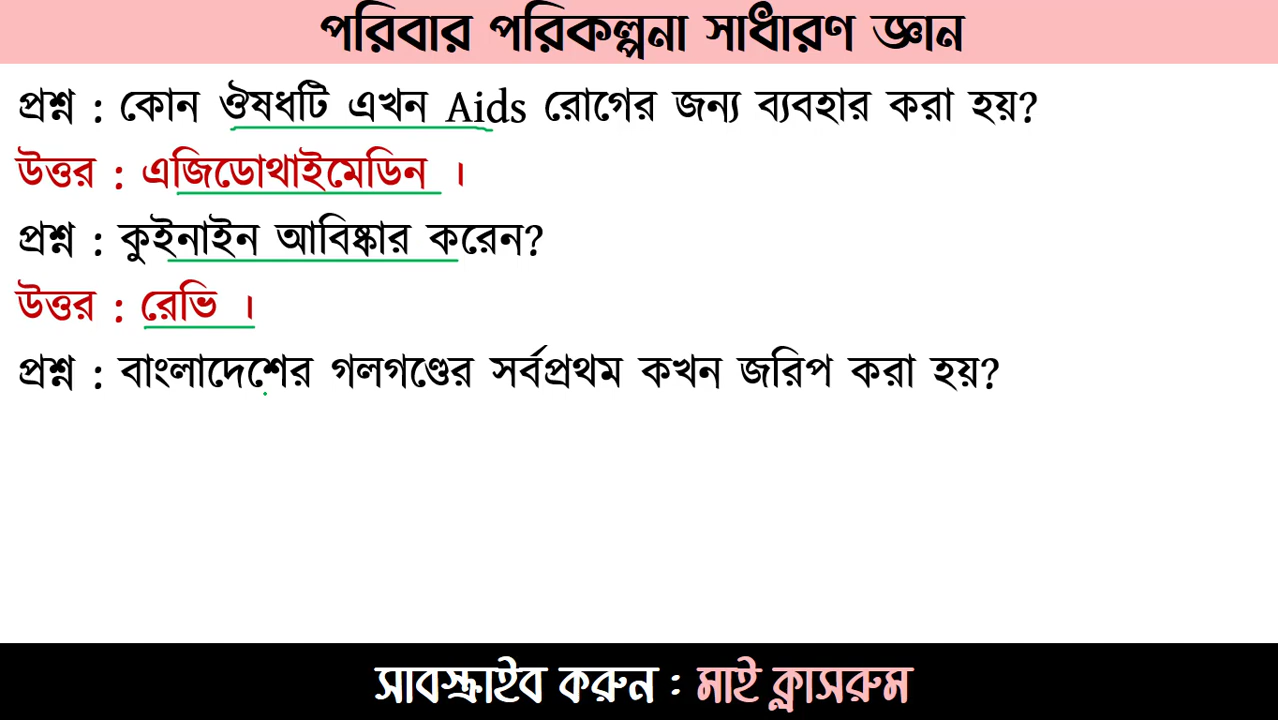 পরিবার পরিকল্পনা সাধারণ জ্ঞান
প্রশ্ন : কোন ঔষধটি এখন Aids রোগের জন্য ব্যবহার করা হয়?
উত্তর : এজিডোথাইমেডিন ।
প্রশ্ন : কুইনাইন আবিষ্কার করেন?
উত্তর : রেভি ।
প্রশ্ন : বাংলাদেশের গলগণ্ডের সর্বপ্রথম কখন জরিপ করা হয়?
সাবস্ক্রাইব করুন : মাই ক্লাসরুম